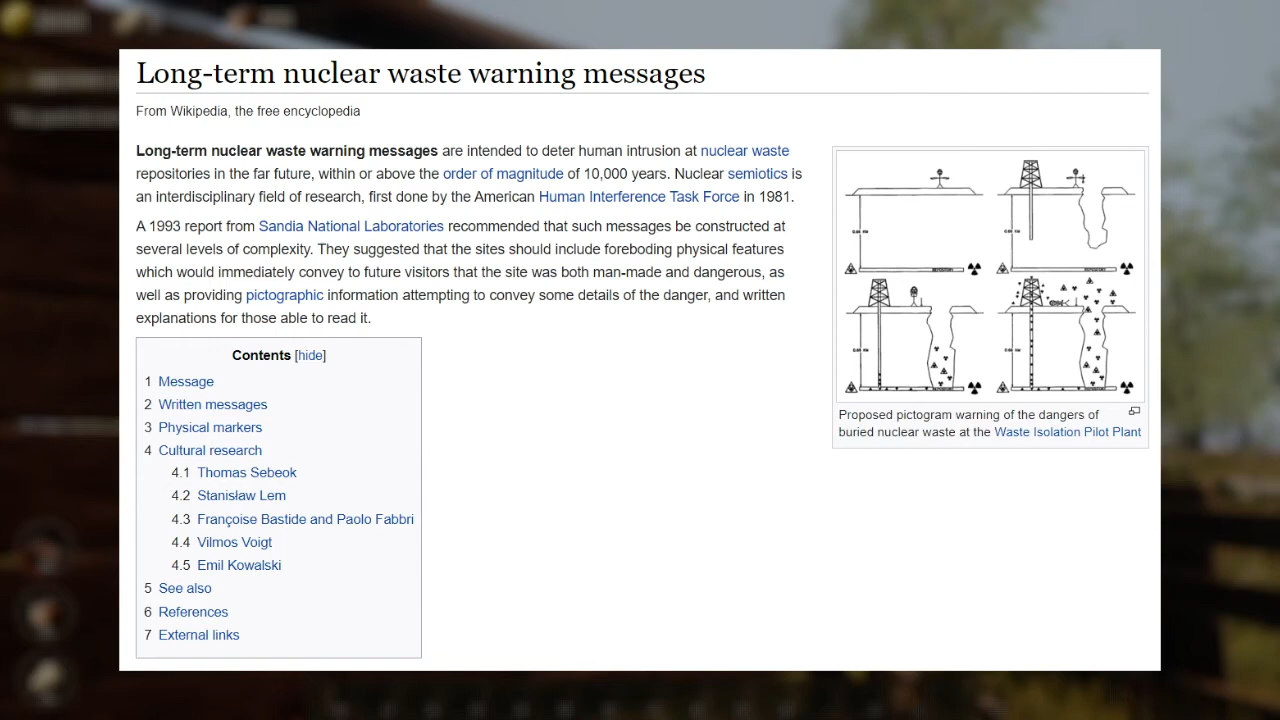 Long-term nuclear waste warning messages
From Wikipedia, the free encyclopedia
Long-term nuclear waste warning messages are intended to deter human intrusion at nuclear waste
repositories in the far future, within or above the order of magnitude of 10,000 years. Nuclear semiotics is
an interdisciplinary field of research, first done by the American Human Interference Task Force in 1981.
A 1993 report from Sandia National Laboratories recommended that such messages be constructed at
several levels of complexity. They suggested that the sites should include foreboding physical features
which would immediately convey to future visitors that the site was both man-made and dangerous, as
well as providing pictographic information attempting to convey some details of the danger, and written
explanations for those able to read it.
Contents [hide]
1 Message
2 Written messages
3 Physical markers
4 Cultural research
4.1 Thomas Sebeok
4.2 Stanisław Lem
4.3 Françoise Bastide and Paolo Fabbri
4.4 Vilmos Voigt
4.5 Emil Kowalski
5 See also
6 References
7 External links
Proposed pictogram warning of the dangers of
buried nuclear waste at the Waste Isolation Pilot Plant